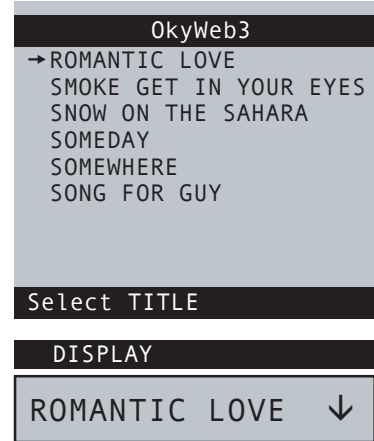 OkyWeb3
→ROMANTIC LOVE
SMOKE GET IN YOUR EYES
SNOW ON THE SAHARA
SOMEDAY
SOMEWHERE
SONG FOR GUY
Select TITLE
DISPLAY
ROMANTIC LOVE ↓